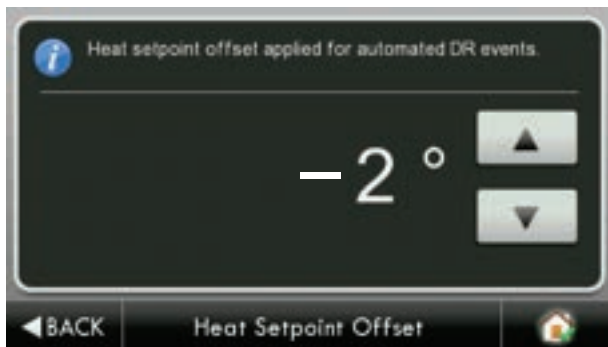 Heat setpoint offset applied for automated DR events.
−2 °
BACK
Heat Setpoint Offset